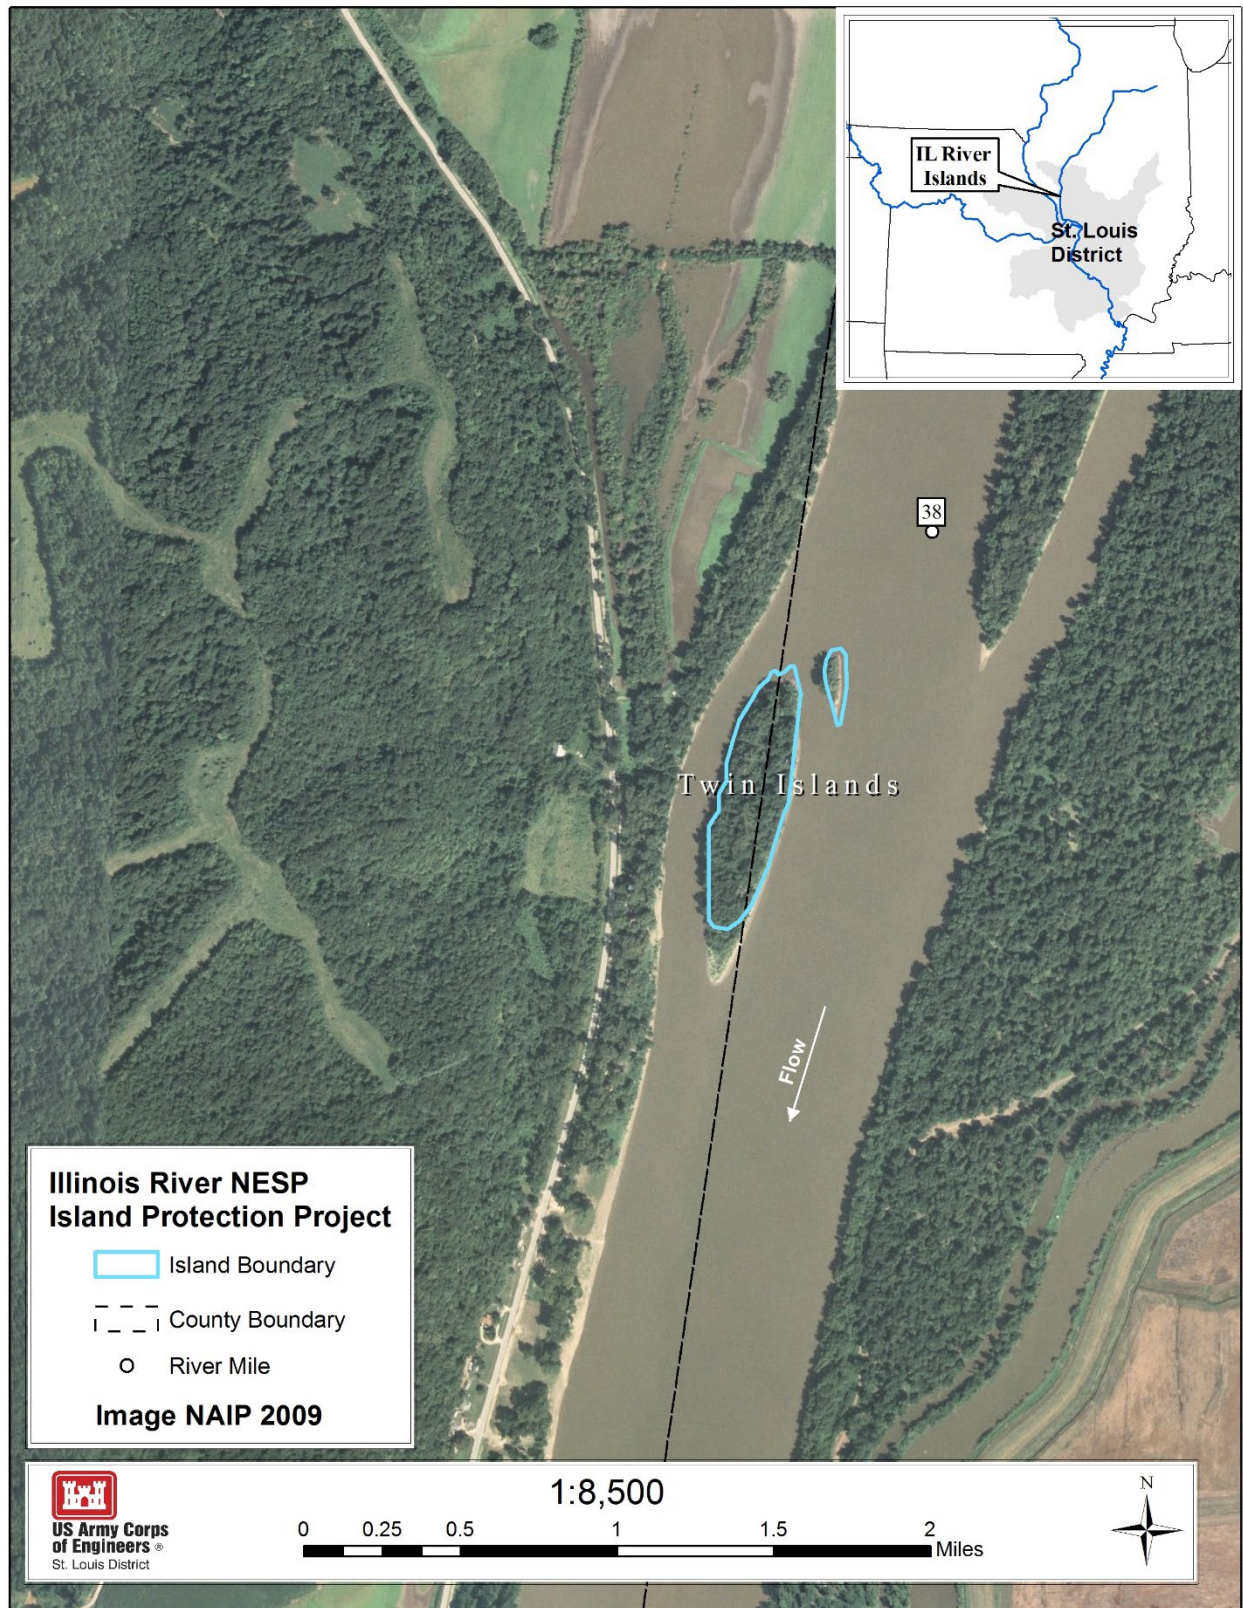 IL River
Islands
St. Louis
District
38
Twin Islands
Flow
Illinois River NESP
Island Protection Project
Island Boundary
County Boundary
River Mile
Image NAIP 2009
US Army Corps
of Engineers ®
St. Louis District
1:8,500
0 0.25 0.5 1 1.5 2
Miles
N